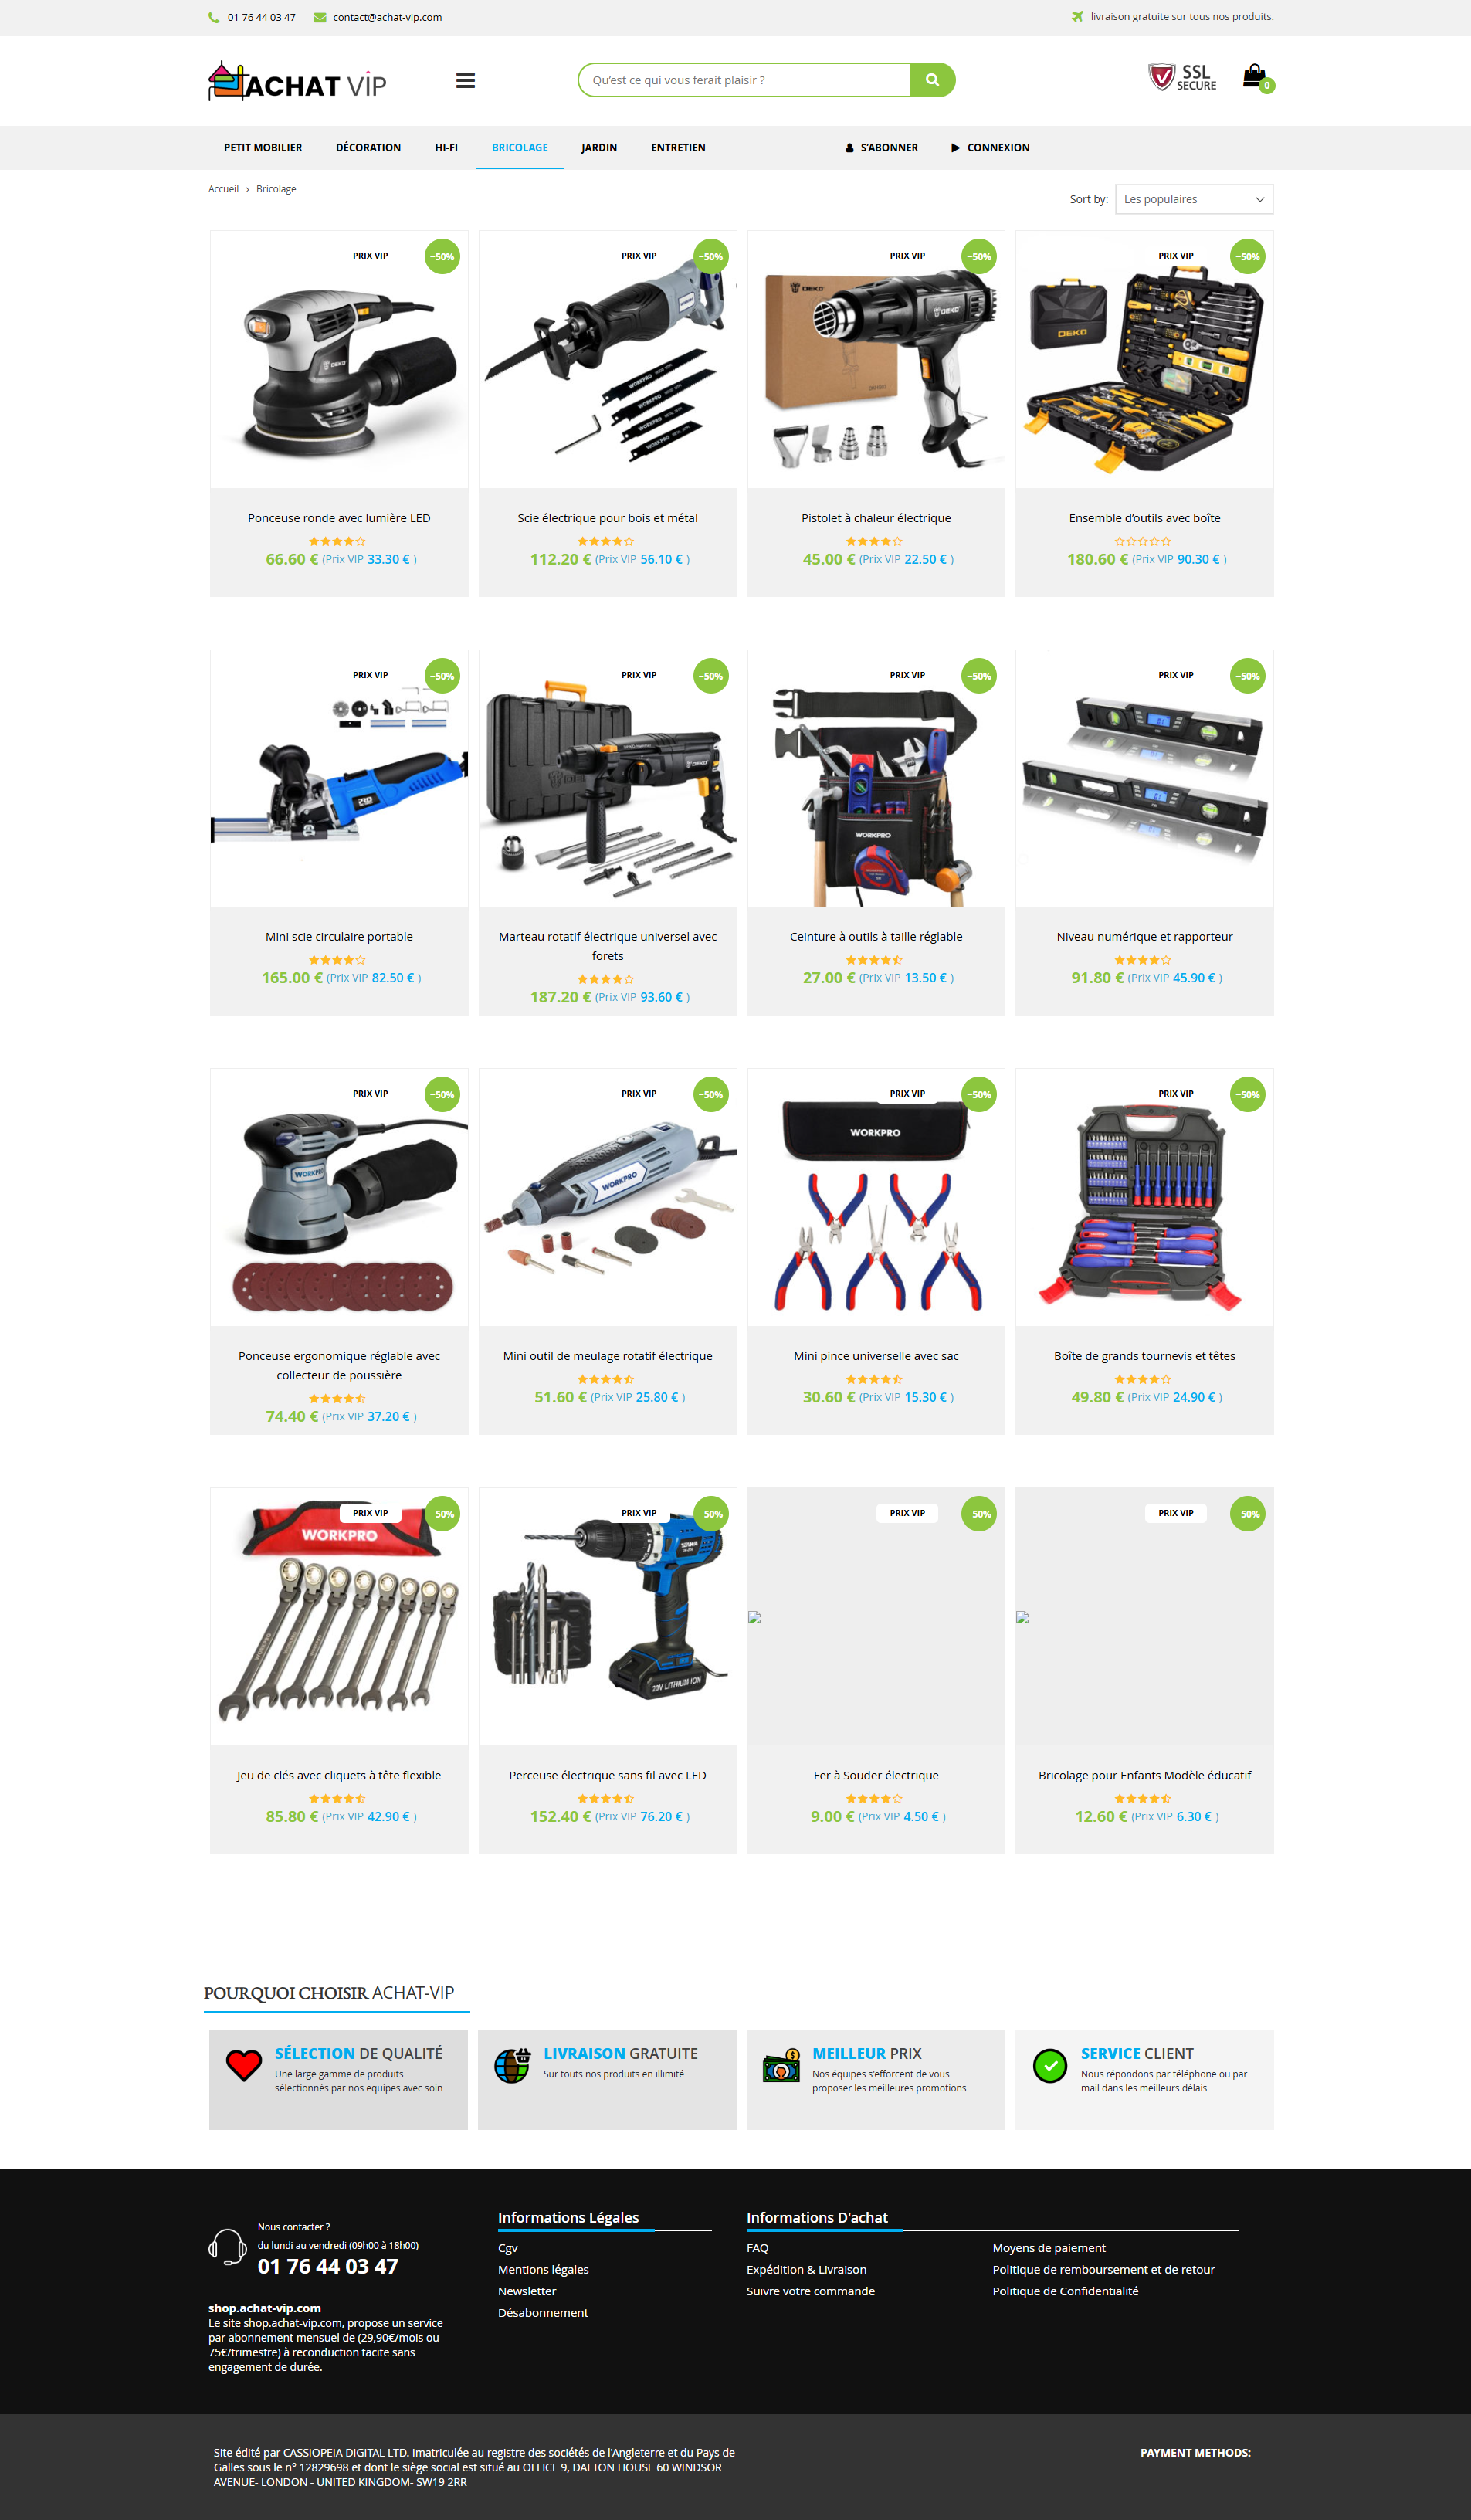 01 76 44 03 47
contact@achat-vip.com
livraison gratuite sur tous nos produits.
ACHAT VIP
Qu'est ce qui vous ferait plaisir ?
SSL
SECURE
0
PETIT MOBILIER
DÉCORATION
HI-FI
BRICOLAGE
JARDIN
ENTRETIEN
S'ABONNER
CONNEXION
Accueil > Bricolage
Sort by:
Les populaires
PRIX VIP
-50%
DEKO
Ponceuse ronde avec lumière LED
66.60 € (Prix VIP 33.30 € )
PRIX VIP
-50%
WORKPRO
WORKPRO
WORKPRO
WORKPRO
Scie électrique pour bois et métal
112.20 € (Prix VIP 56.10 € )
PRIX VIP
-50%
DEKO
DEKO
Pistolet à chaleur électrique
45.00 € (Prix VIP 22.50 € )
PRIX VIP
-50%
DEKO
Ensemble d'outils avec boîte
180.60 € (Prix VIP 90.30 € )
PRIX VIP
-50%
Mini scie circulaire portable
165.00 € (Prix VIP 82.50 € )
PRIX VIP
-50%
DEKO
Marteau rotatif électrique universel avec
forets
187.20 € (Prix VIP 93.60 € )
PRIX VIP
-50%
WORKPRO
Ceinture à outils à taille réglable
27.00 € (Prix VIP 13.50 € )
PRIX VIP
-50%
Niveau numérique et rapporteur
91.80 € (Prix VIP 45.90 € )
PRIX VIP
-50%
WORKPRO
Ponceuse ergonomique réglable avec
collecteur de poussière
74.40 € (Prix VIP 37.20 € )
PRIX VIP
-50%
WORKPRO
Mini outil de meulage rotatif électrique
51.60 € (Prix VIP 25.80 € )
PRIX VIP
-50%
WORKPRO
Mini pince universelle avec sac
30.60 € (Prix VIP 15.30 € )
PRIX VIP
-50%
Boîte de grands tournevis et têtes
49.80 € (Prix VIP 24.90 € )
PRIX VIP
-50%
WORKPRO
WORKPRO
Jeu de clés avec cliquets à tête flexible
85.80 € (Prix VIP 42.90 € )
PRIX VIP
-50%
20V LITHIUM ION
Perceuse électrique sans fil avec LED
152.40 € (Prix VIP 76.20 € )
PRIX VIP
-50%
Fer à Souder électrique
9.00 € (Prix VIP 4.50 € )
PRIX VIP
-50%
Bricolage pour Enfants Modèle éducatif
12.60 € (Prix VIP 6.30 € )
POURQUOI CHOISIR ACHAT-VIP
SÉLECTION DE QUALITÉ
Une large gamme de produits
sélectionnés par nos equipes avec soin
LIVRAISON GRATUITE
Sur touts nos produits en illimité
MEILLEUR PRIX
Nos équipes s'efforcent de vous
proposer les meilleures promotions
SERVICE CLIENT
Nous répondons par téléphone ou par
mail dans les meilleurs délais
Nous contacter ?
du lundi au vendredi (09h00 à 18h00)
01 76 44 03 47
shop.achat-vip.com
Le site shop.achat-vip.com, propose un service
par abonnement mensuel de (29,90€/mois ou
75€/trimestre) à reconduction tacite sans
engagement de durée.
Informations Légales
Cgv
Mentions légales
Newsletter
Désabonnement
Informations D'achat
FAQ
Expédition & Livraison
Suivre votre commande
Moyens de paiement
Politique de remboursement et de retour
Politique de Confidentialité
Site édité par CASSIOPEIA DIGITAL LTD. Imatriculée au registre des sociétés de l'Angleterre et du Pays de
Galles sous le n° 12829698 et dont le siège social est situé au OFFICE 9, DALTON HOUSE 60 WINDSOR
AVENUE- LONDON - UNITED KINGDOM- SW19 2RR
PAYMENT METHODS: